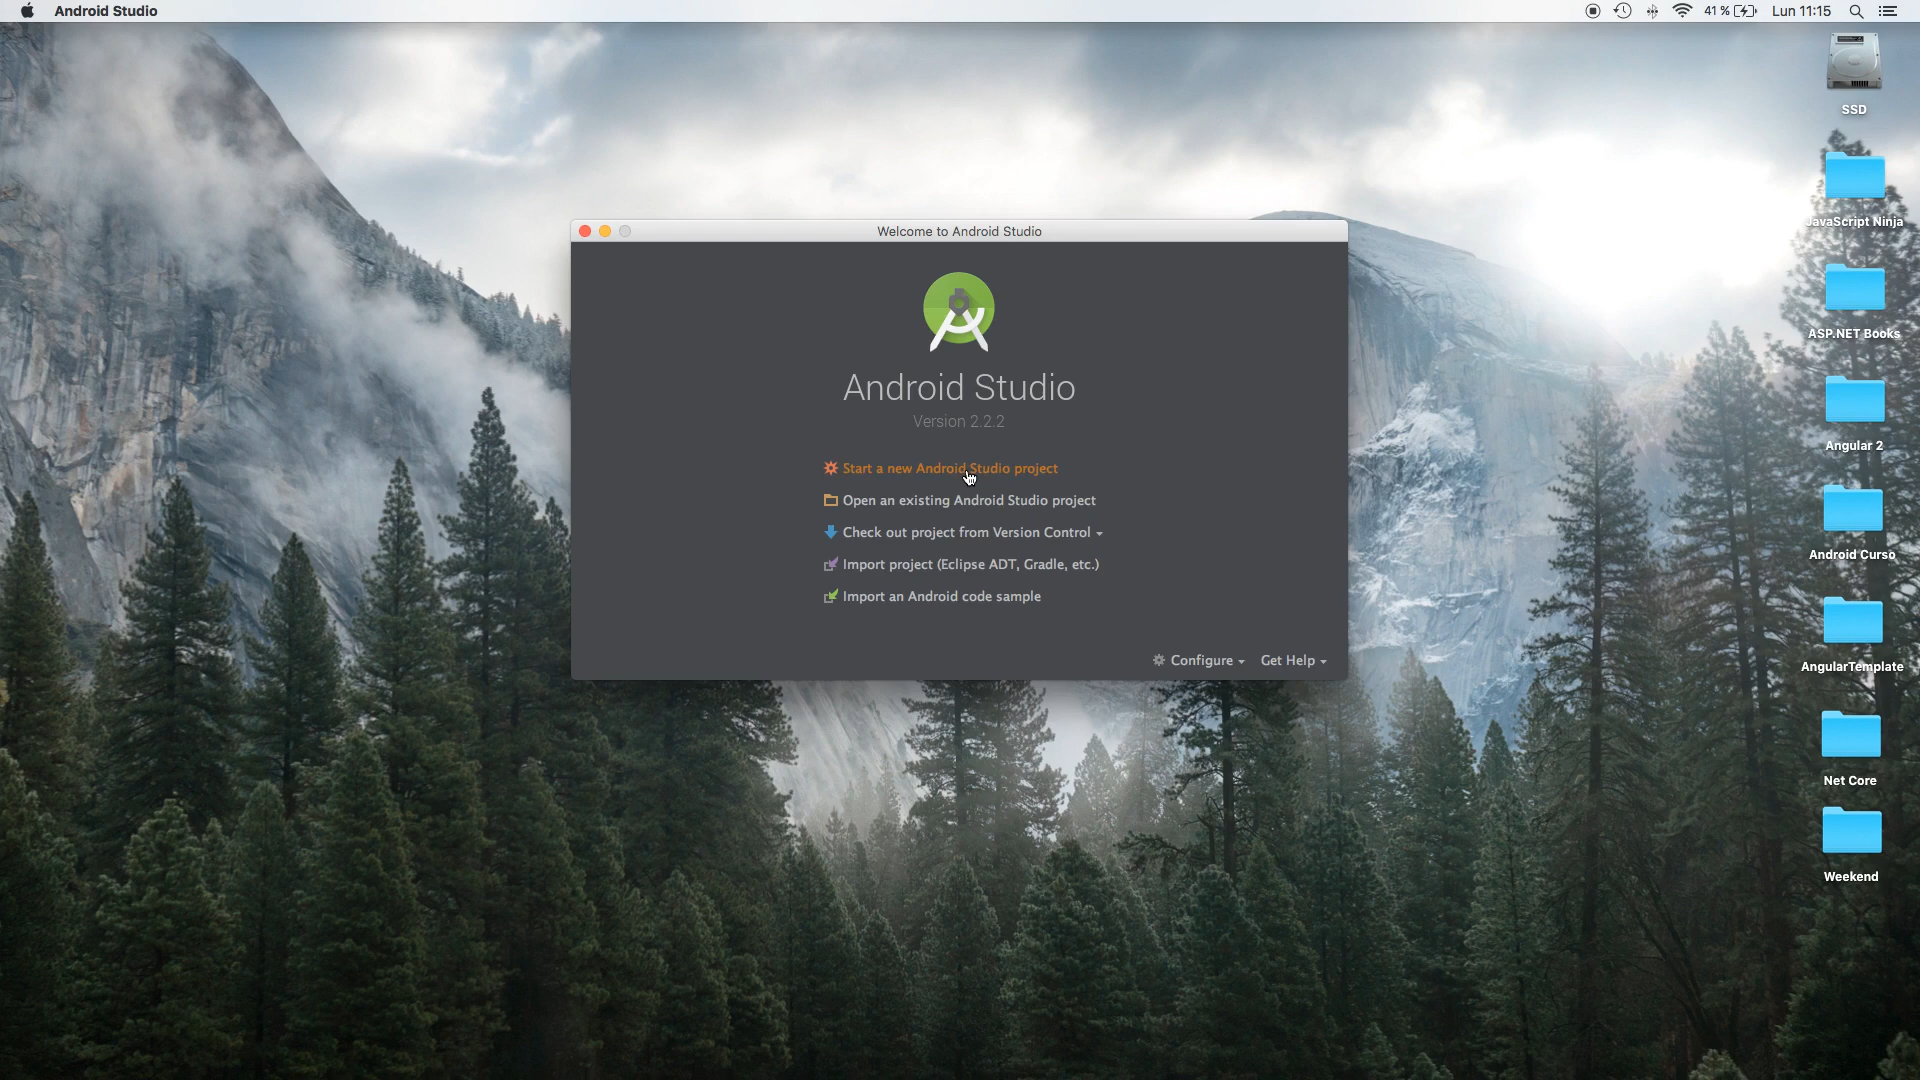 Android Studio
41 %
Lun 11:15
SSD
JavaScript Ninja
ASP.NET Books
Angular 2
Android Curso
AngularTemplate
Net Core
Weekend
Welcome to Android Studio
Android Studio
Version 2.2.2
Start a new Android Studio project
Open an existing Android Studio project
Check out project from Version Control
Import project (Eclipse ADT, Gradle, etc.)
Import an Android code sample
Configure
Get Help